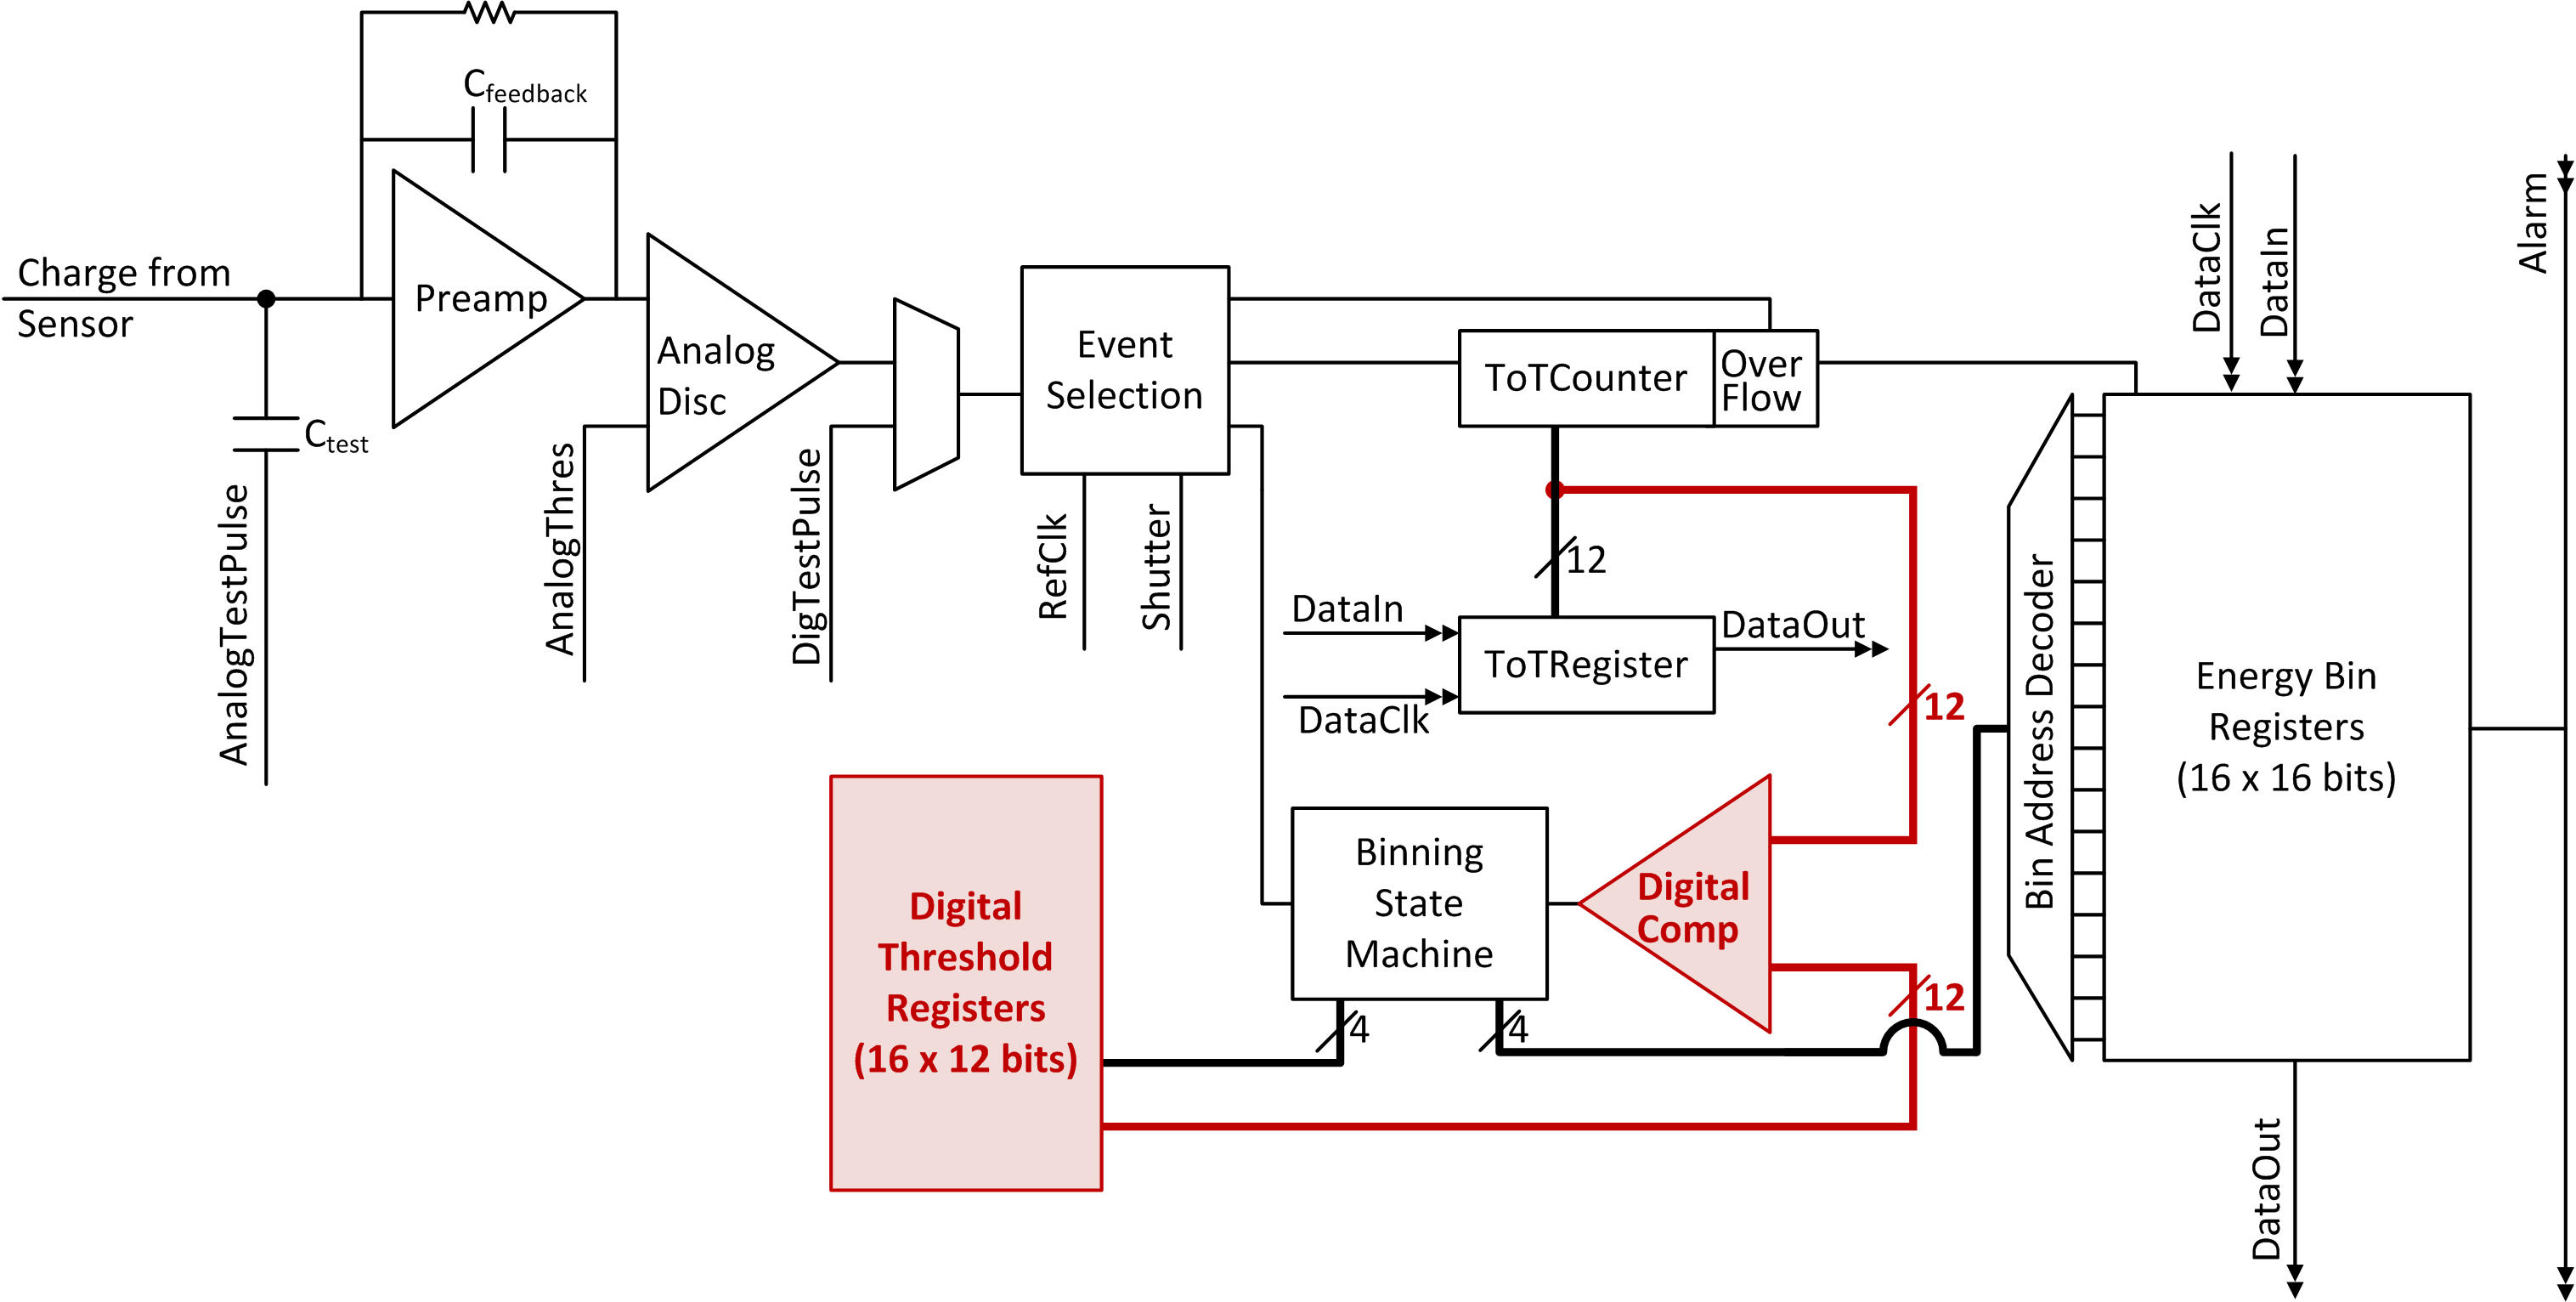 Cfeedback
Charge from
Sensor
Preamp
Ctest
AnalogTestPulse
Analog
Disc
AnalogThres
DigTestPulse
Event
Selection
RefClk
Shutter
ToTCounter
Over
Flow
12
DataIn
DataClk
ToTRegister
DataOut
12
Digital
Threshold
Registers
(16 x 12 bits)
Binning
State
Machine
4
4
Digital
Comp
12
Bin Address Decoder
DataClk
DataIn
Energy Bin
Registers
(16 x 16 bits)
DataOut
Alarm